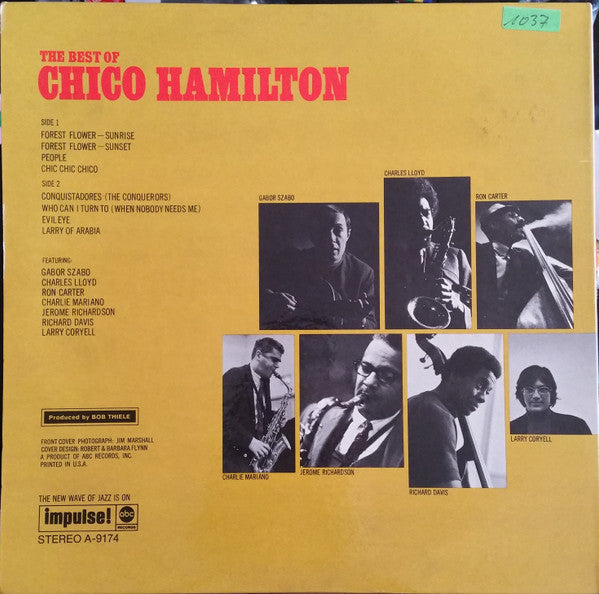 1037
THE BEST OF
CHICO HAMILTON
SIDE 1
FOREST FLOWER—SUNRISE
FOREST FLOWER—SUNSET
PEOPLE
CHIC CHIC CHICO
SIDE 2
CONQUISTADORES (THE CONQUERORS)
WHO CAN I TURN TO (WHEN NOBODY NEEDS ME)
EVIL EYE
LARRY OF ARABIA
FEATURING:
GABOR SZABO
CHARLES LLOYD
RON CARTER
CHARLIE MARIANO
JEROME RICHARDSON
RICHARD DAVIS
LARRY CORYELL
GABOR SZABO
CHARLES LLOYD
RON CARTER
CHARLIE MARIANO
JEROME RICHARDSON
RICHARD DAVIS
LARRY CORYELL
Produced by BOB THIELE
FRONT COVER PHOTOGRAPH: JIM MARSHALL
COVER DESIGN: ROBERT & BARBARA FLYNN
A PRODUCT OF ABC RECORDS, INC.
PRINTED IN U.S.A.
THE NEW WAVE OF JAZZ IS ON
impulse! abc
RECORDS
STEREO A-9174